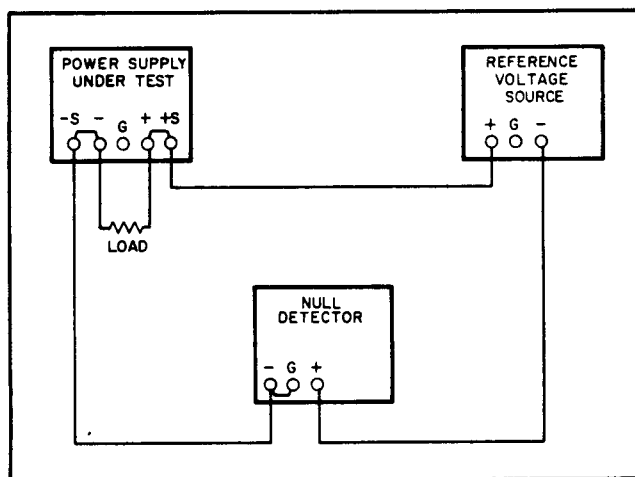 POWER SUPPLY
UNDER TEST
-S - G + +S
REFERENCE
VOLTAGE
SOURCE
+ G -
LOAD
NULL
DETECTOR
- G +